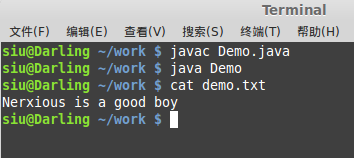 Terminal
文件(F) 编辑(E) 查看(V) 搜索(S) 终端(T) 帮助(H)
siu@Darling ~/work $ javac Demo.java
siu@Darling ~/work $ java Demo
siu@Darling ~/work $ cat demo.txt
Nerxious is a good boy
siu@Darling ~/work $